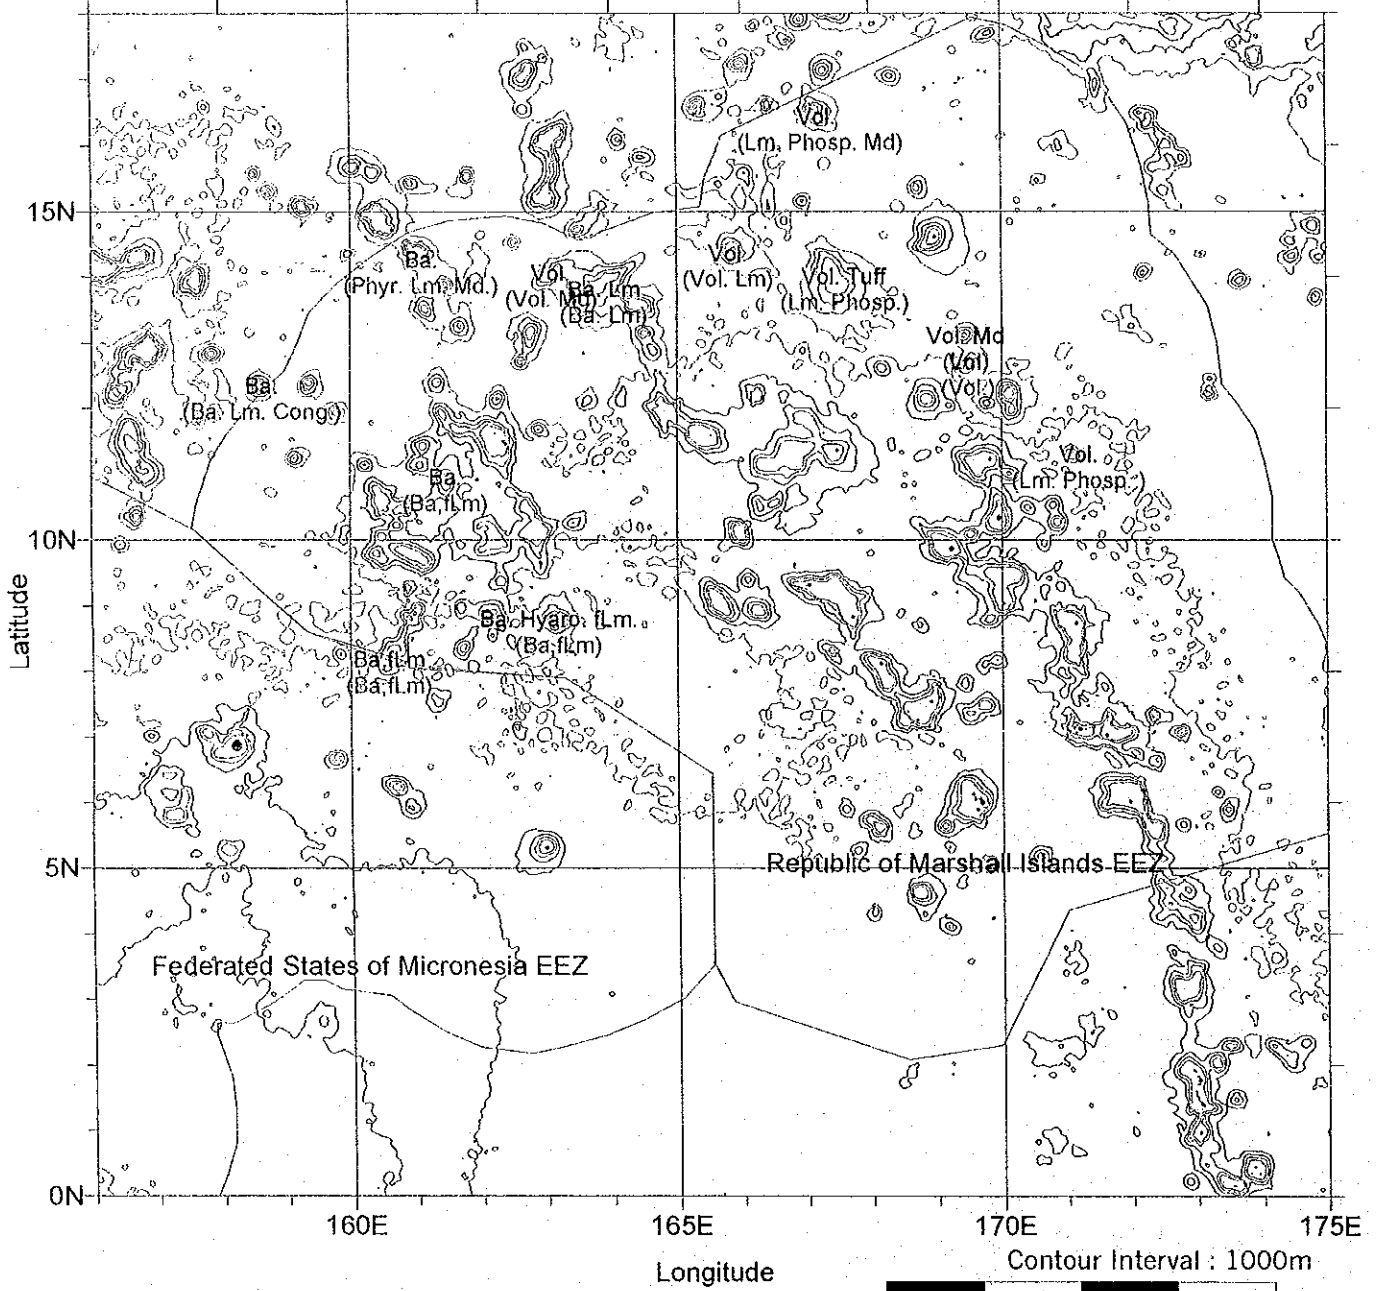 Vol.
(Lm, Phosp. Md)
15N
Ba.
(Phyr. Lm. Md.)
Vol.
(Vol. Md)
Ba. Lm
(Ba. Lm)
Vol.
(Vol. Lm)
Vol. Tuff
(Lm. Phosp.)
Vol. Md
(Vol)
(Vol.)
Ba.
(Ba. Lm. Cong.)
Vol.
(Lm. Phosp.)
Ba.
(Ba,fLm)
10N
Latitude
Ba. Hyaro. fLm.
(Ba,fLm)
Ba,fLm
(Ba,fLm)
Republic of Marshall Islands EEZ
5N
Federated States of Micronesia EEZ
0N
160E
165E
170E
175E
Contour Interval : 1000m
Longitude